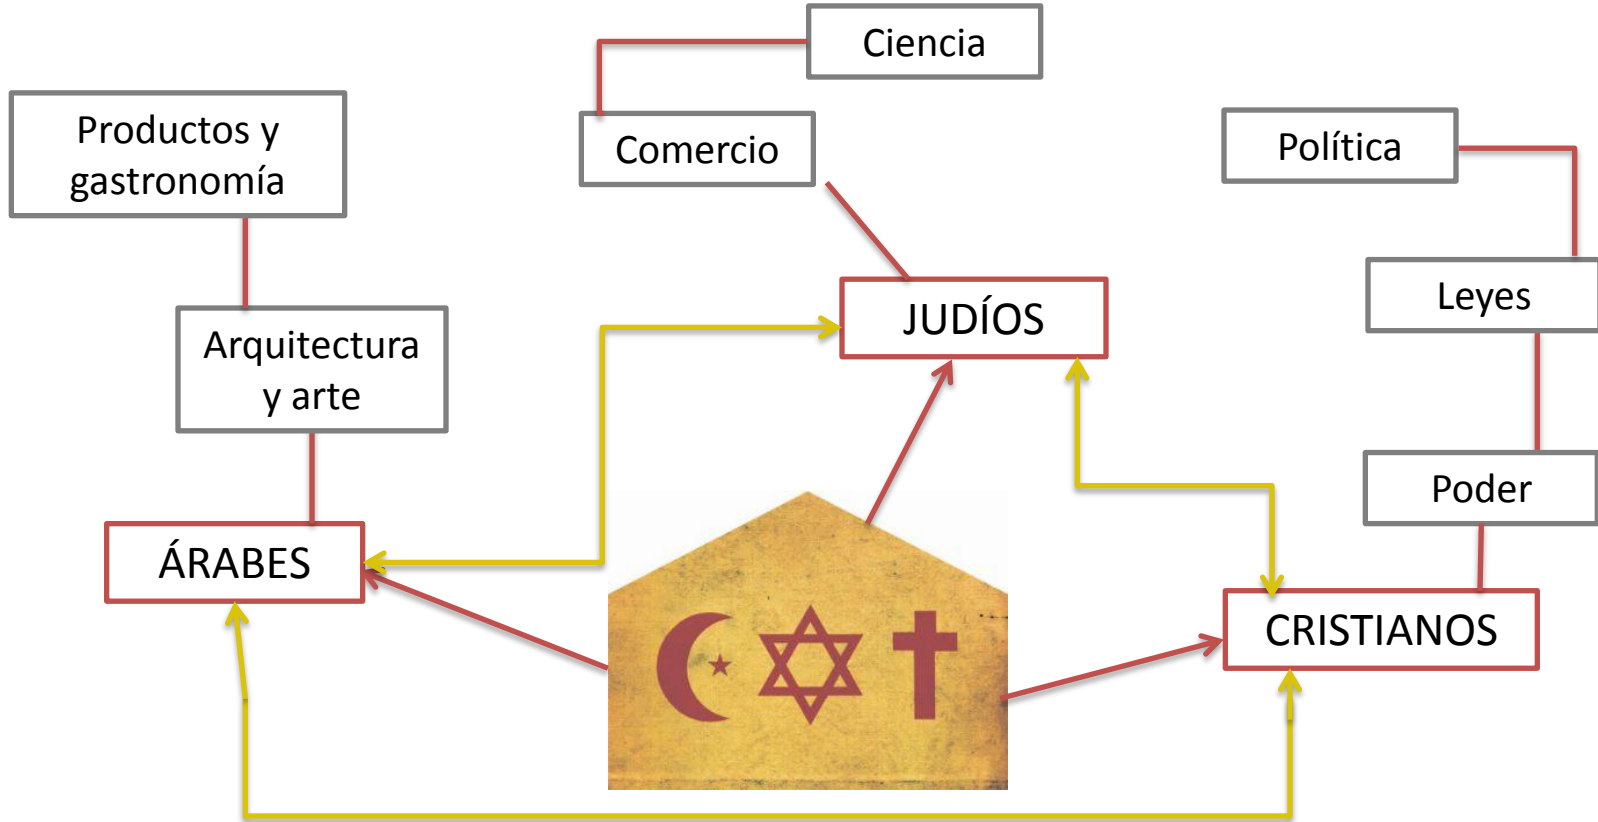 Ciencia
Productos y
gastronomía
Comercio
Política
Leyes
JUDÍOS
Arquitectura
y arte
Poder
ÁRABES
CRISTIANOS